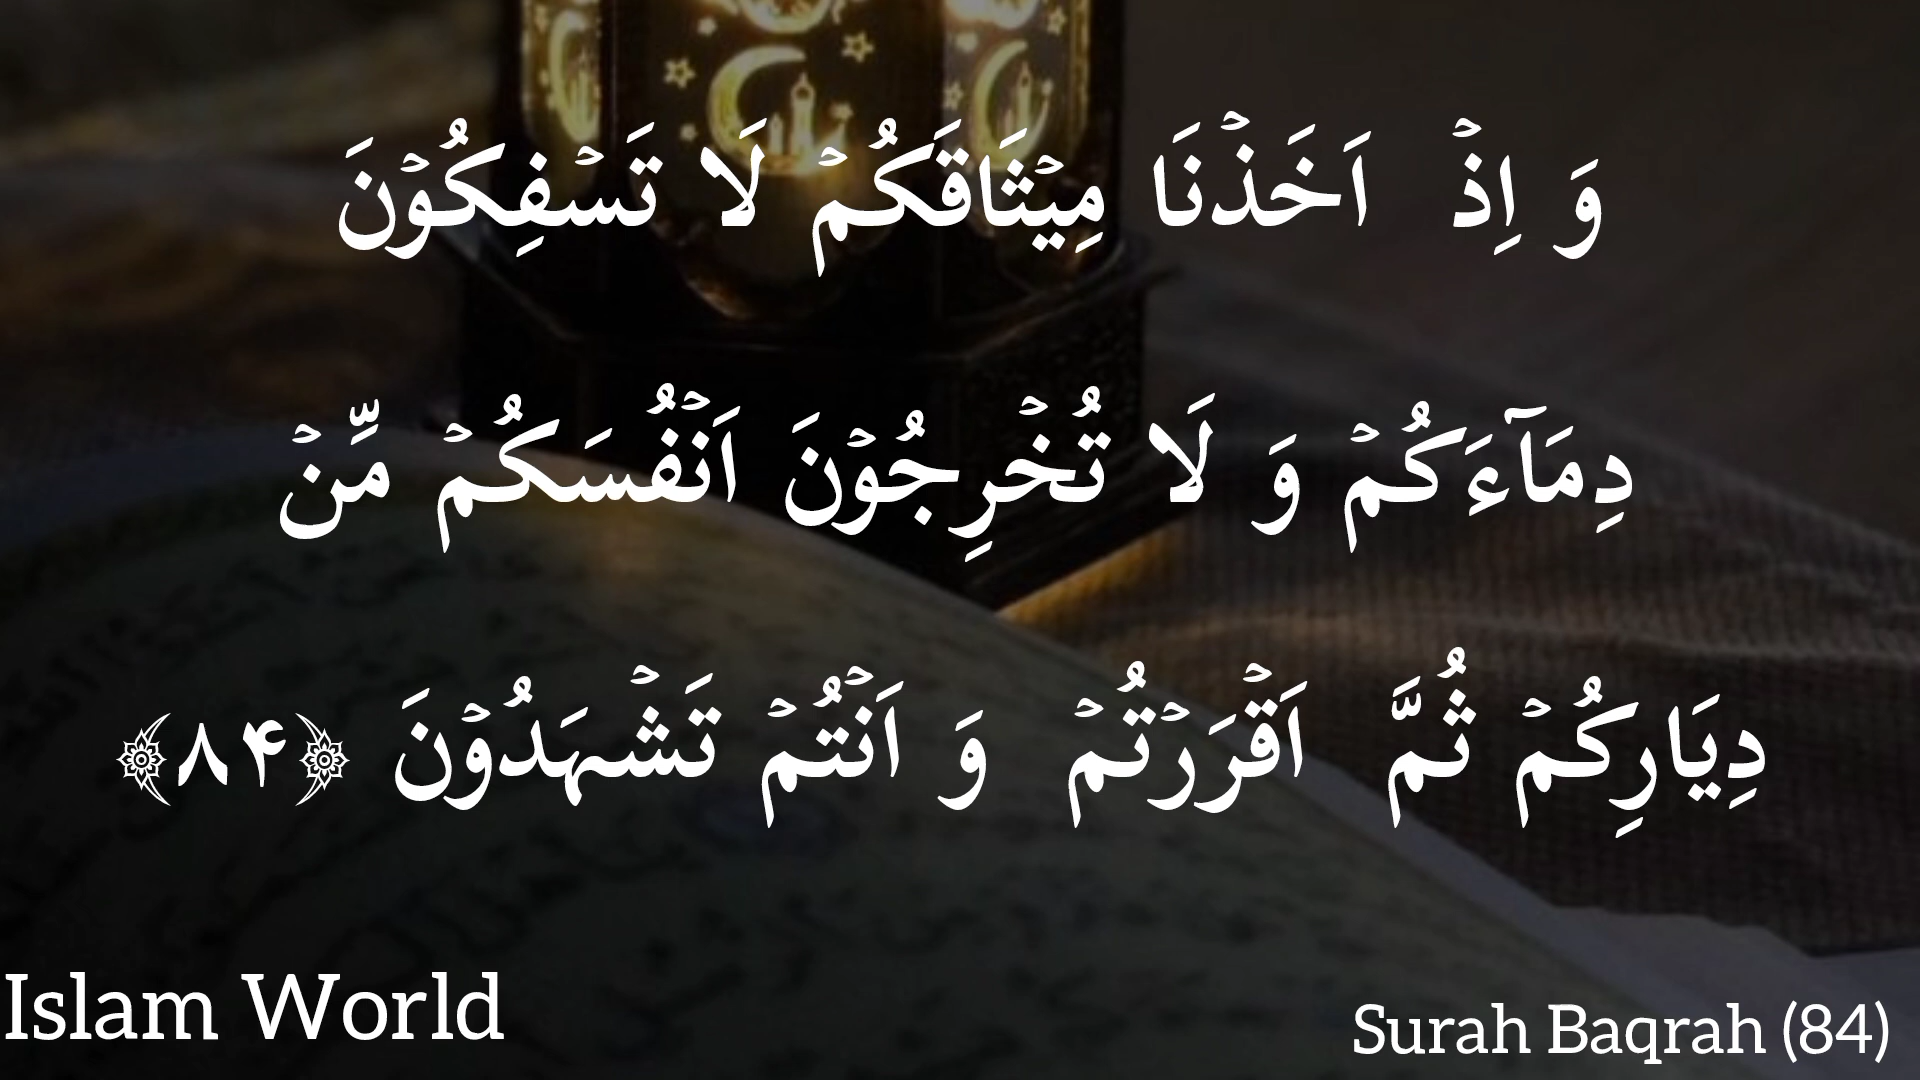 وَ اِذۡ اَخَذۡنَا مِیۡثَاقَکُمۡ لَا تَسۡفِکُوۡنَ
دِمَآءَکُمۡ وَ لَا تُخۡرِجُوۡنَ اَنۡفُسَکُمۡ مِّنۡ
دِیَارِکُمۡ ثُمَّ اَقۡرَرۡتُمۡ وَ اَنۡتُمۡ تَشۡہَدُوۡنَ ﴿۸۴﴾
Islam World
Surah Baqrah (84)